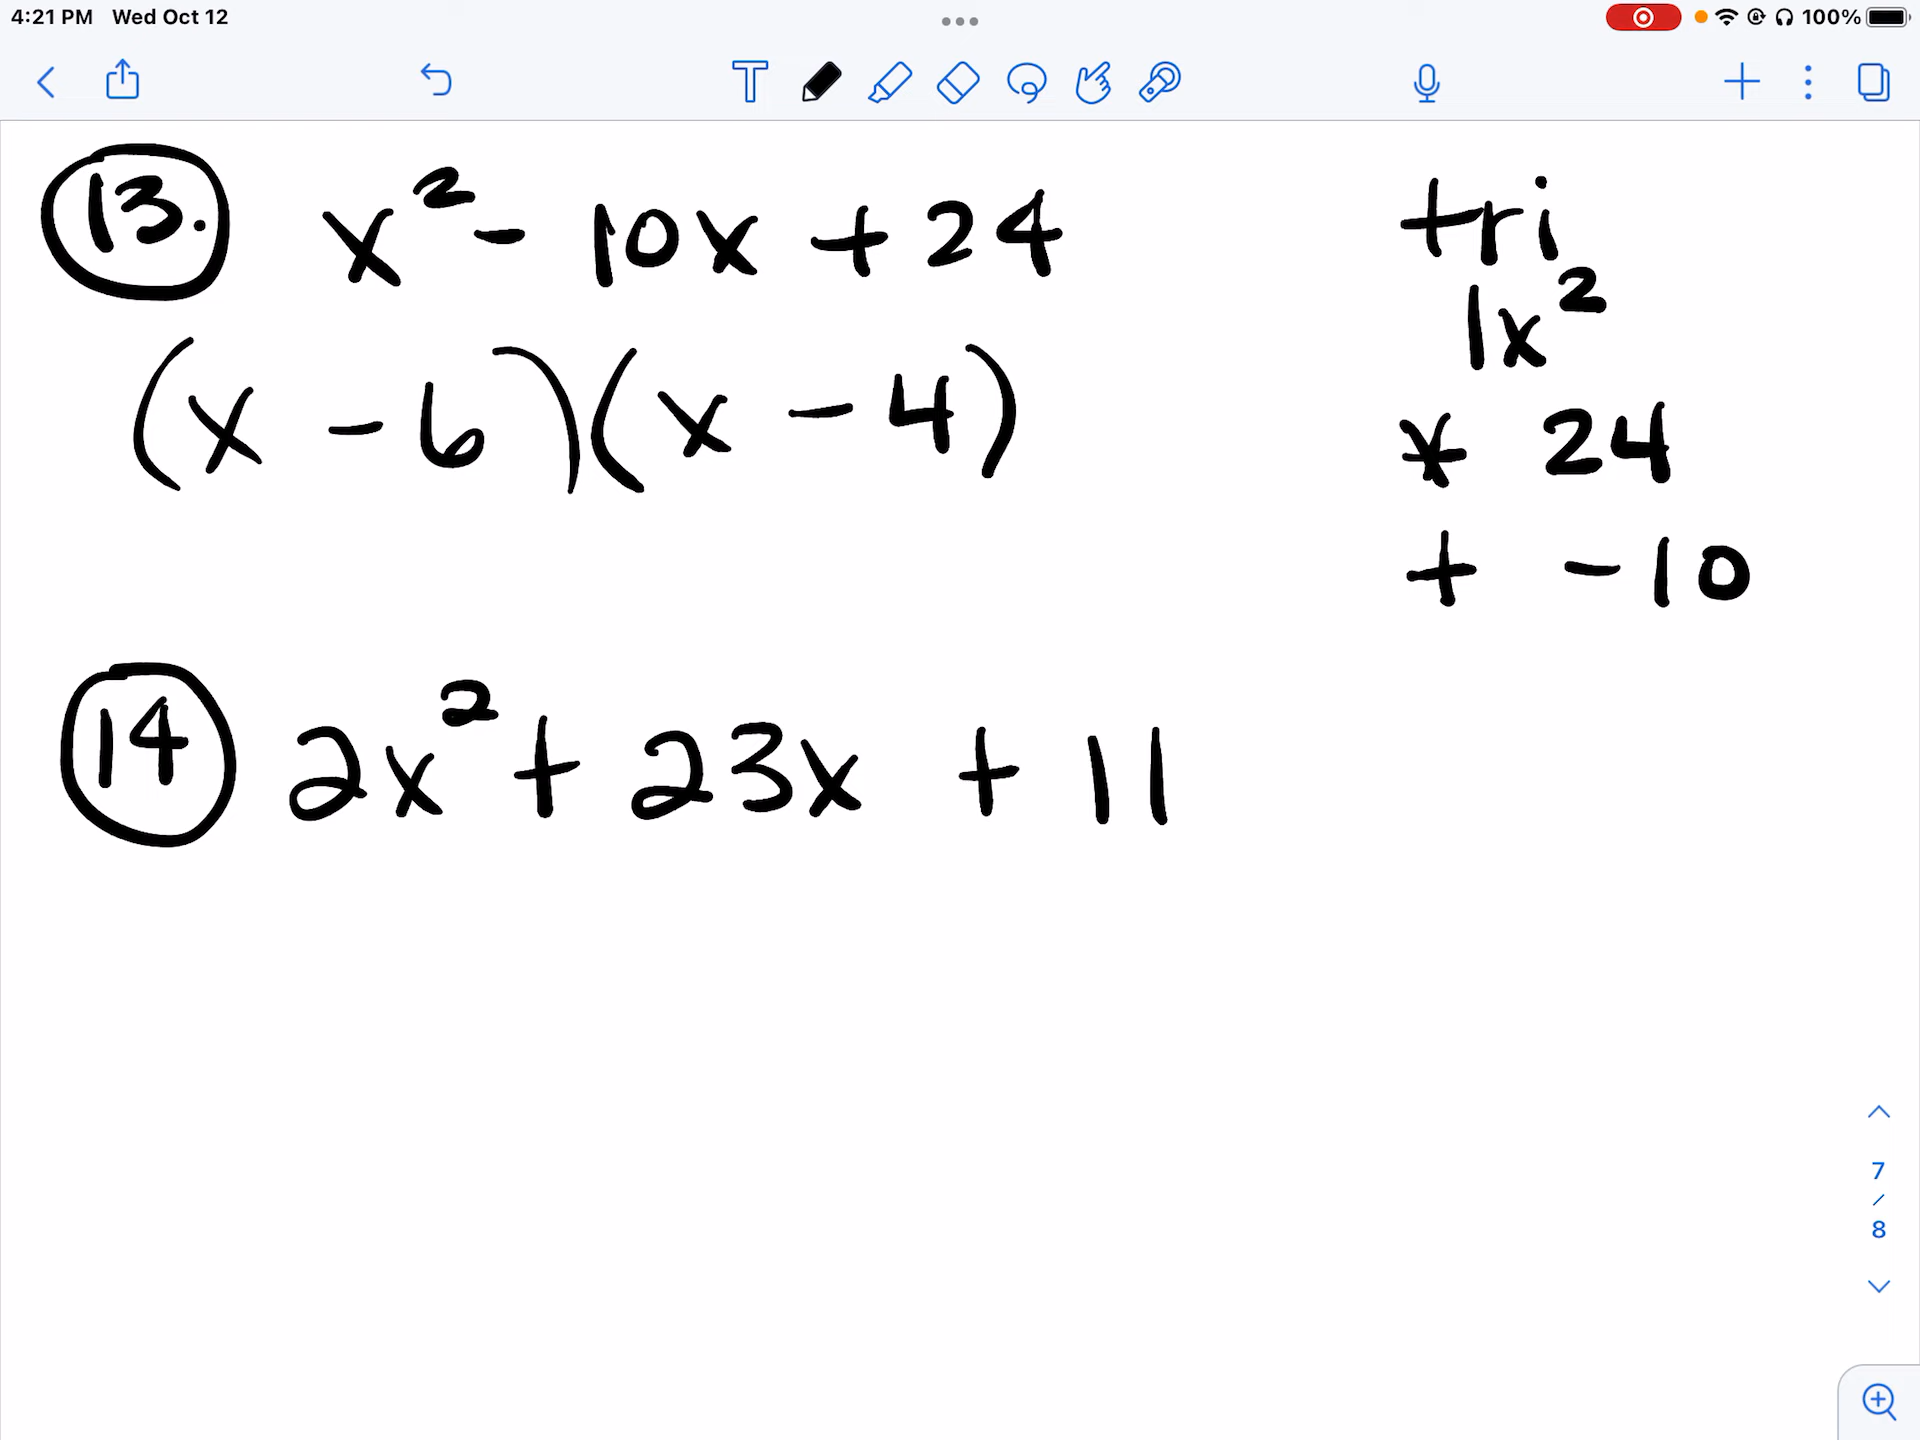 4:21 PM Wed Oct 12
100%
T
13. x² - 10x + 24
(x - 6)(x - 4)
tri
1x²
* 24
+ -10
14 2x² + 23x + 11
7
/
8